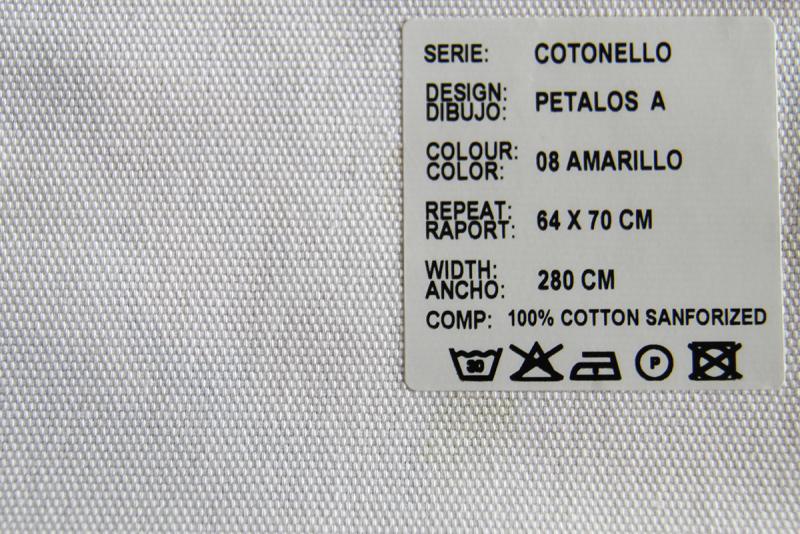 SERIE: COTONELLO
DESIGN:
DIBUJO: PETALOS A
COLOUR:
COLOR: 08 AMARILLO
REPEAT:
RAPORT: 64 X 70 CM
WIDTH:
ANCHO: 280 CM
COMP: 100% COTTON SANFORIZED
30 P